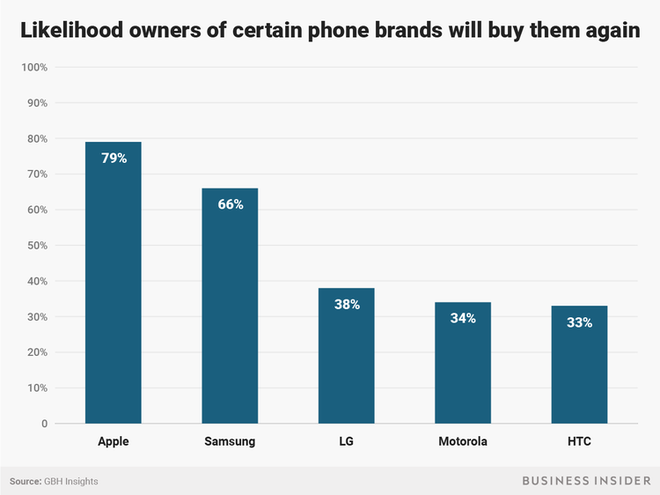 Likelihood owners of certain phone brands will buy them again
100%
90%
80%
70%
60%
50%
40%
30%
20%
10%
0
79%
66%
38%
34%
33%
Apple
Samsung
LG
Motorola
HTC
Source: GBH Insights
BUSINESS INSIDER